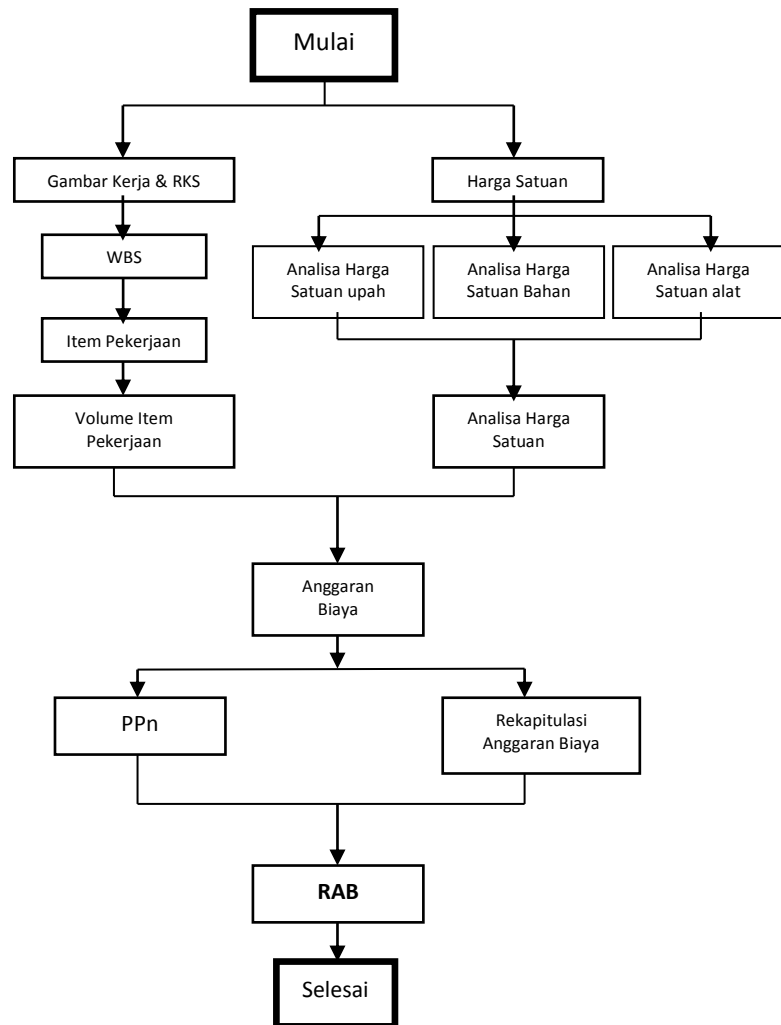 Mulai
Gambar Kerja & RKS
Harga Satuan
WBS
Analisa Harga
Satuan upah
Analisa Harga
Satuan Bahan
Analisa Harga
Satuan alat
Item Pekerjaan
Volume Item
Pekerjaan
Analisa Harga
Satuan
Anggaran
Biaya
PPn
Rekapitulasi
Anggaran Biaya
RAB
Selesai